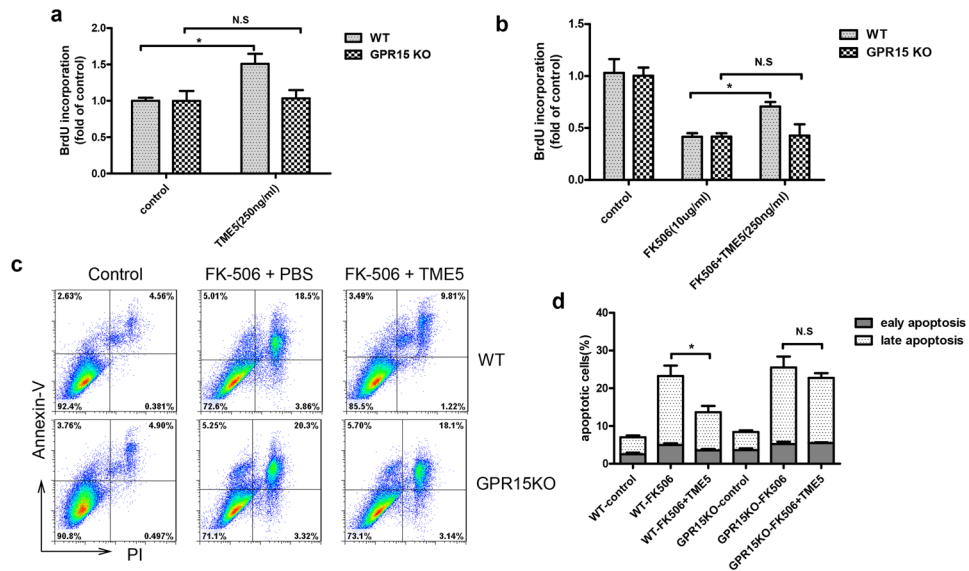 a
N.S
*
2.0
1.5
1.0
0.5
0.0
BrdU incorporation
(fold of control)
control
TME5(250ng/ml)
WT
GPR15 KO
b
N.S
*
1.5
1.0
0.5
0.0
BrdU incorporation
(fold of control)
control
FK506(10ug/ml)
FK506+TME5(250ng/ml)
WT
GPR15 KO
c
Control
FK-506 + PBS
FK-506 + TME5
2.63%
4.56%
92.4%
0.381%
5.01%
18.5%
72.6%
3.86%
3.49%
9.81%
85.5%
1.22%
WT
3.76%
4.90%
90.8%
0.497%
5.25%
20.3%
71.1%
3.32%
5.70%
18.1%
73.1%
3.14%
GPR15KO
Annexin-V
PI
d
ealy apoptosis
late apoptosis
N.S
*
40
30
20
10
0
apoptotic cells(%)
WT-control
WT-FK506
WT-FK506+TME5
GPR15KO-control
GPR15KO-FK506
GPR15KO-FK506+TME5